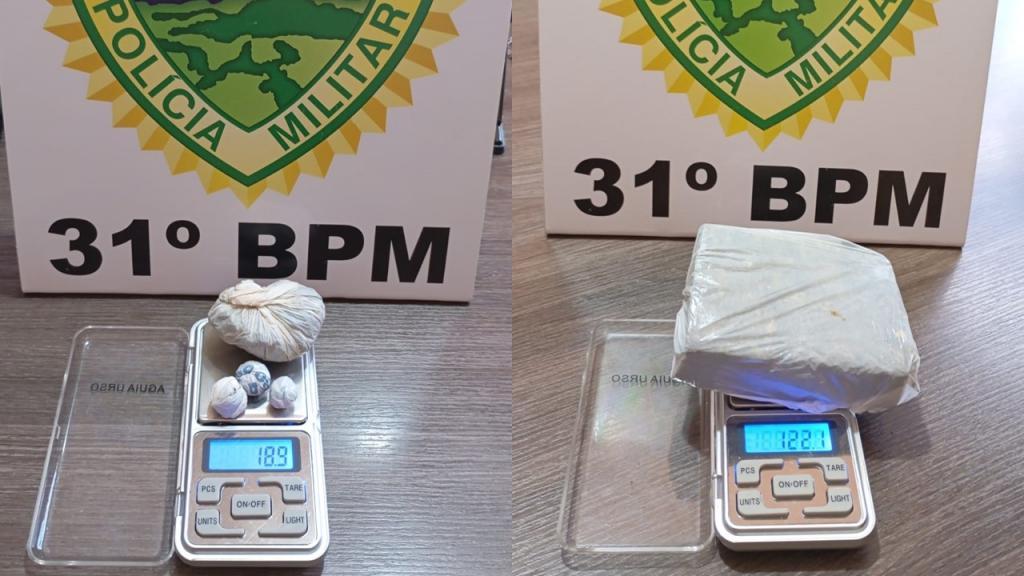 POLÍCIA MILITAR
31º BPM
AGUIA URSO
18.9
PCS TARE
ON·OFF
UNITS LIGHT
POLÍCIA MILITAR
31º BPM
AGUIA URSO
122.1
PCS TARE
ON·OFF
UNITS LIGHT